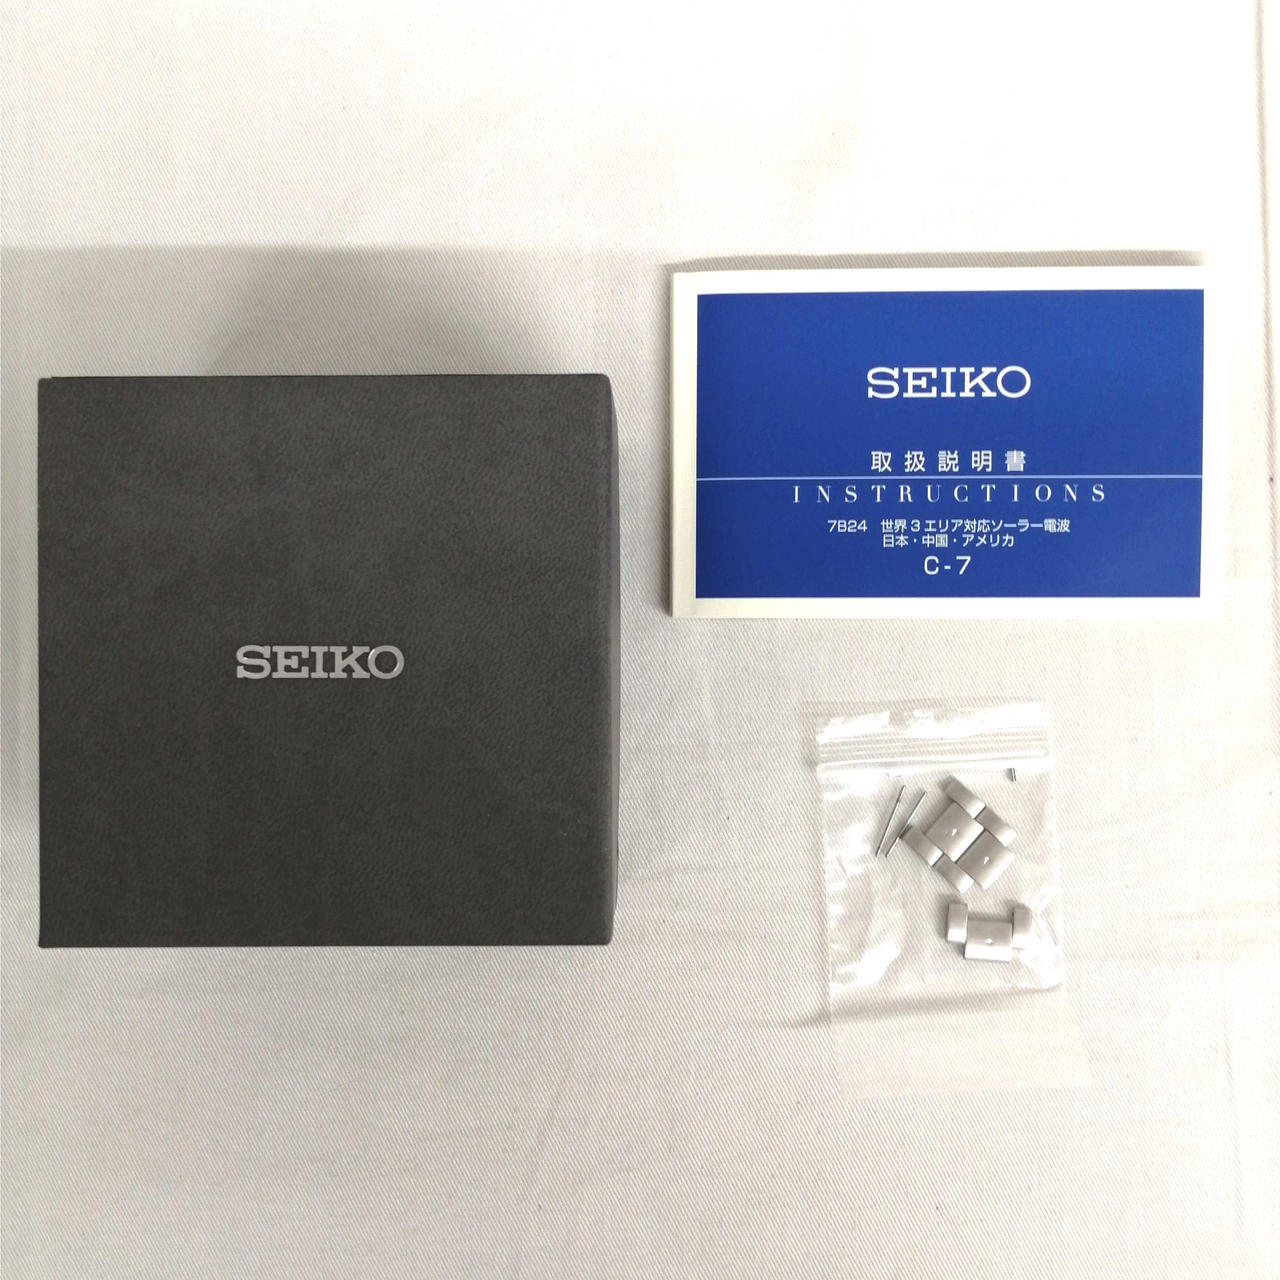 SEIKO
SEIKO
取扱説明書
INSTRUCTIONS
7B24 世界3エリア対応ソーラー電波
日本・中国・アメリカ
C-7